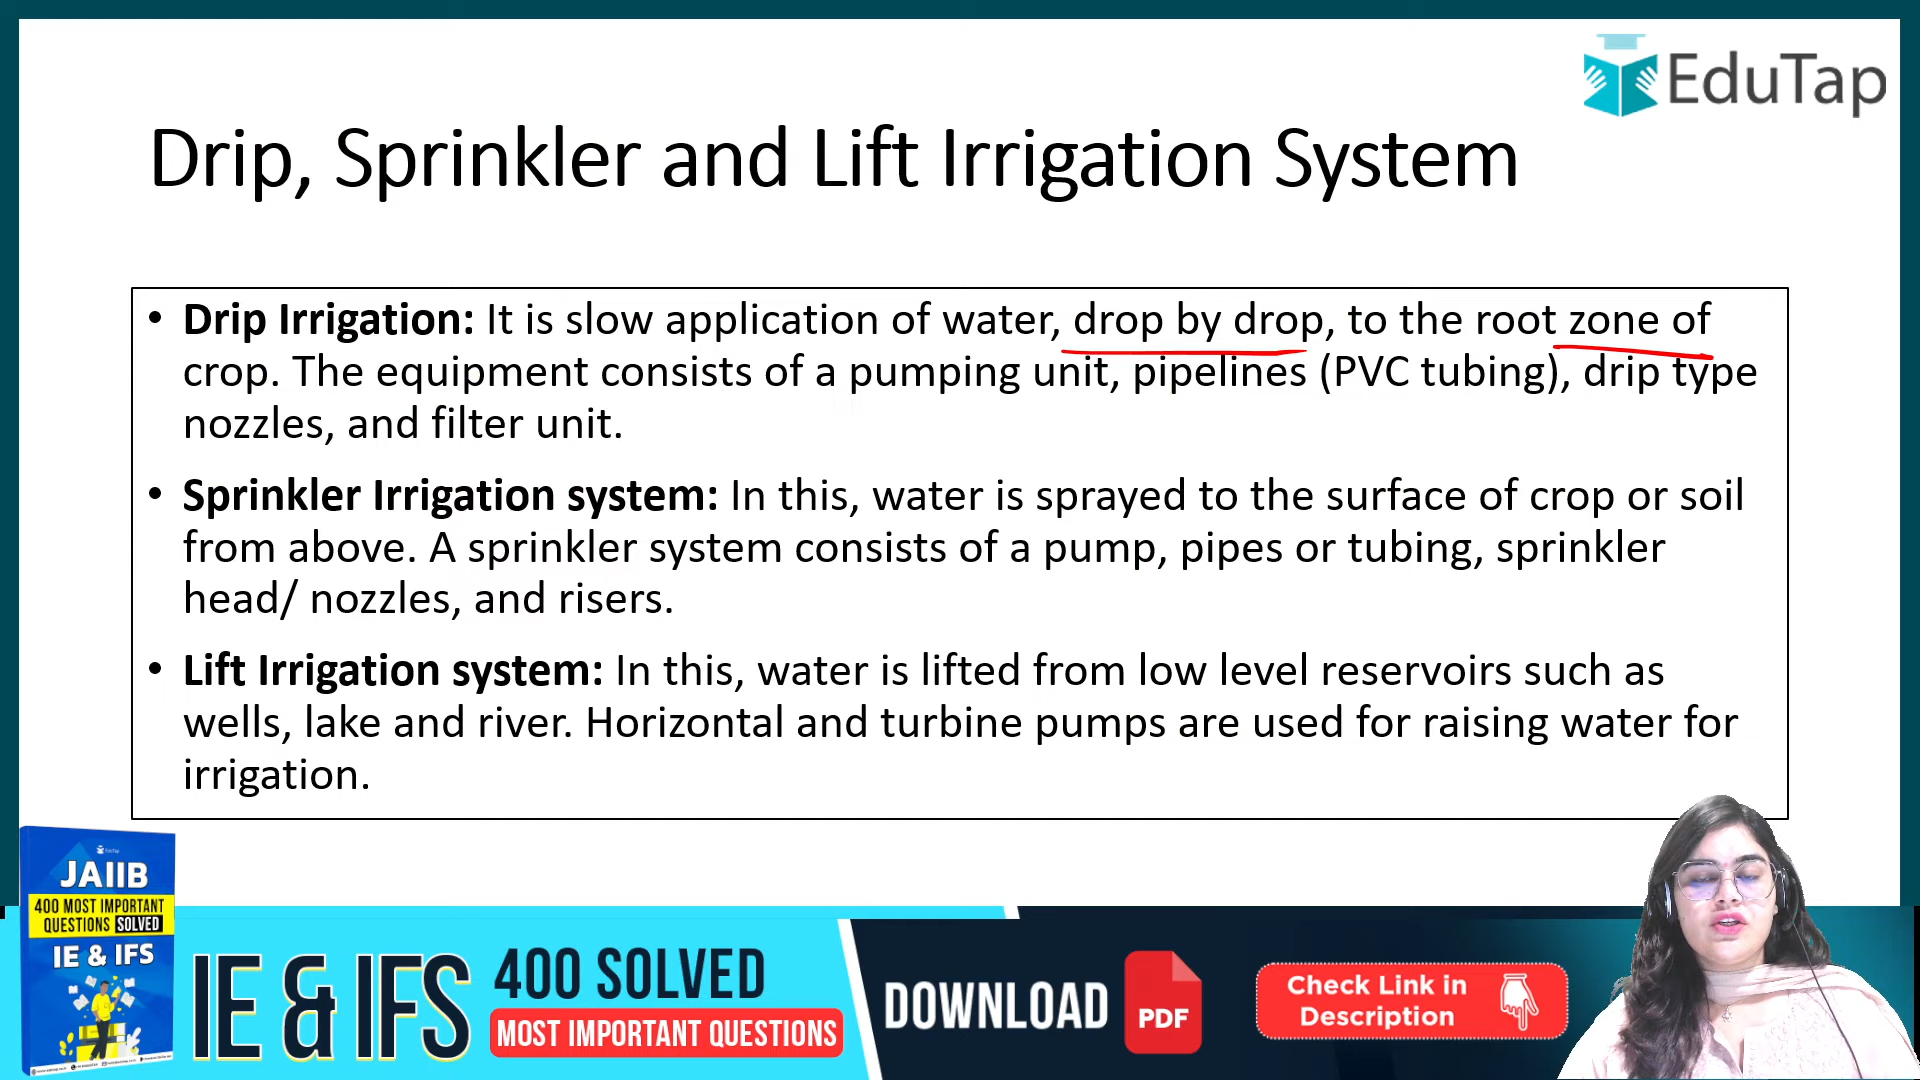 EduTap
Drip, Sprinkler and Lift Irrigation System
• Drip Irrigation: It is slow application of water, drop by drop, to the root zone of
crop. The equipment consists of a pumping unit, pipelines (PVC tubing), drip type
nozzles, and filter unit.
• Sprinkler Irrigation system: In this, water is sprayed to the surface of crop or soil
from above. A sprinkler system consists of a pump, pipes or tubing, sprinkler
head/ nozzles, and risers.
• Lift Irrigation system: In this, water is lifted from low level reservoirs such as
wells, lake and river. Horizontal and turbine pumps are used for raising water for
irrigation.
JAIIB
400 MOST IMPORTANT
QUESTIONS SOLVED
IE & IFS
IE & IFS
400 SOLVED
MOST IMPORTANT QUESTIONS
DOWNLOAD
PDF
Check Link in
Description